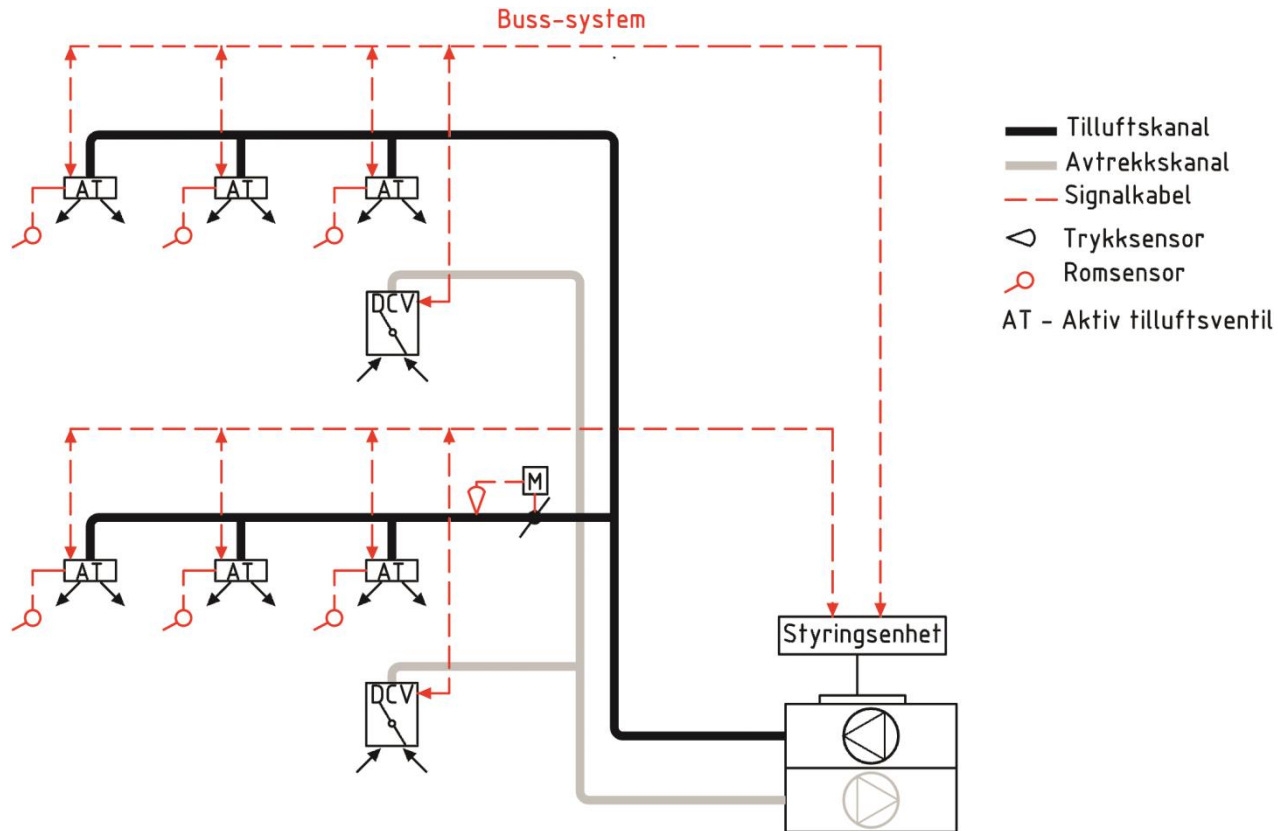 Buss-system
AT
AT
AT
DCV
M
AT
AT
AT
DCV
Styringsenhet
Tilluftskanal
Avtrekkskanal
Signalkabel
Trykksensor
Romsensor
AT - Aktiv tilluftsventil